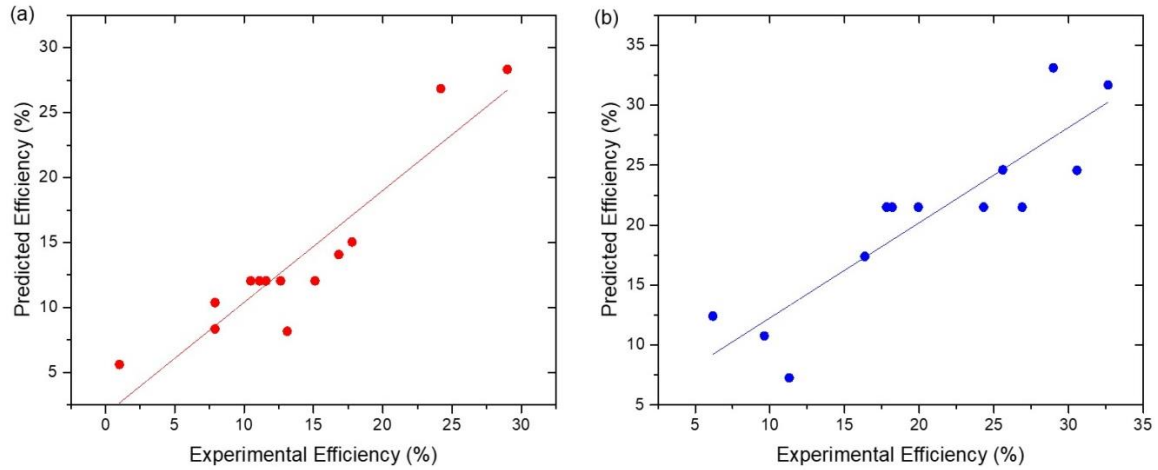 (a)
30
25
20
15
10
5
0 5 10 15 20 25 30
Predicted Efficiency (%)
Experimental Efficiency (%)
(b)
35
30
25
20
15
10
5
5 10 15 20 25 30 35
Predicted Efficiency (%)
Experimental Efficiency (%)